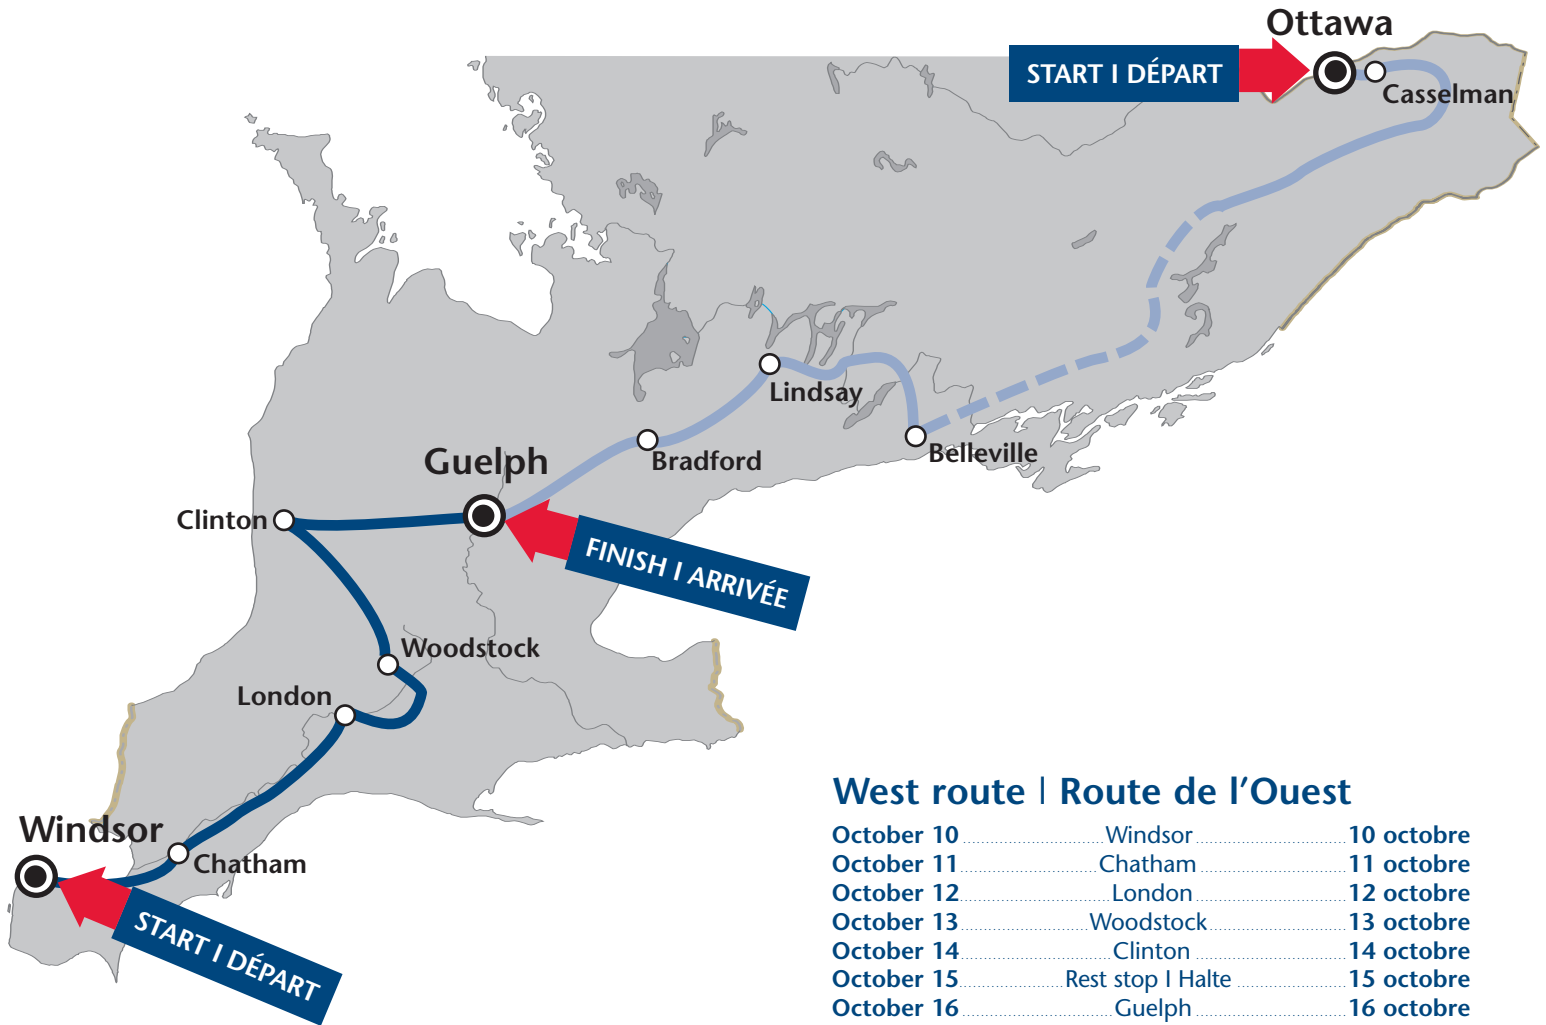 Ottawa
START I DÉPART
Casselman
Lindsay
Bradford
Belleville
Guelph
Clinton
FINISH I ARRIVÉE
Woodstock
London
Windsor
Chatham
START I DÉPART
West route | Route de l’Ouest
October 10 Windsor 10 octobre
October 11 Chatham 11 octobre
October 12 London 12 octobre
October 13 Woodstock 13 octobre
October 14 Clinton 14 octobre
October 15 Rest stop I Halte 15 octobre
October 16 Guelph 16 octobre